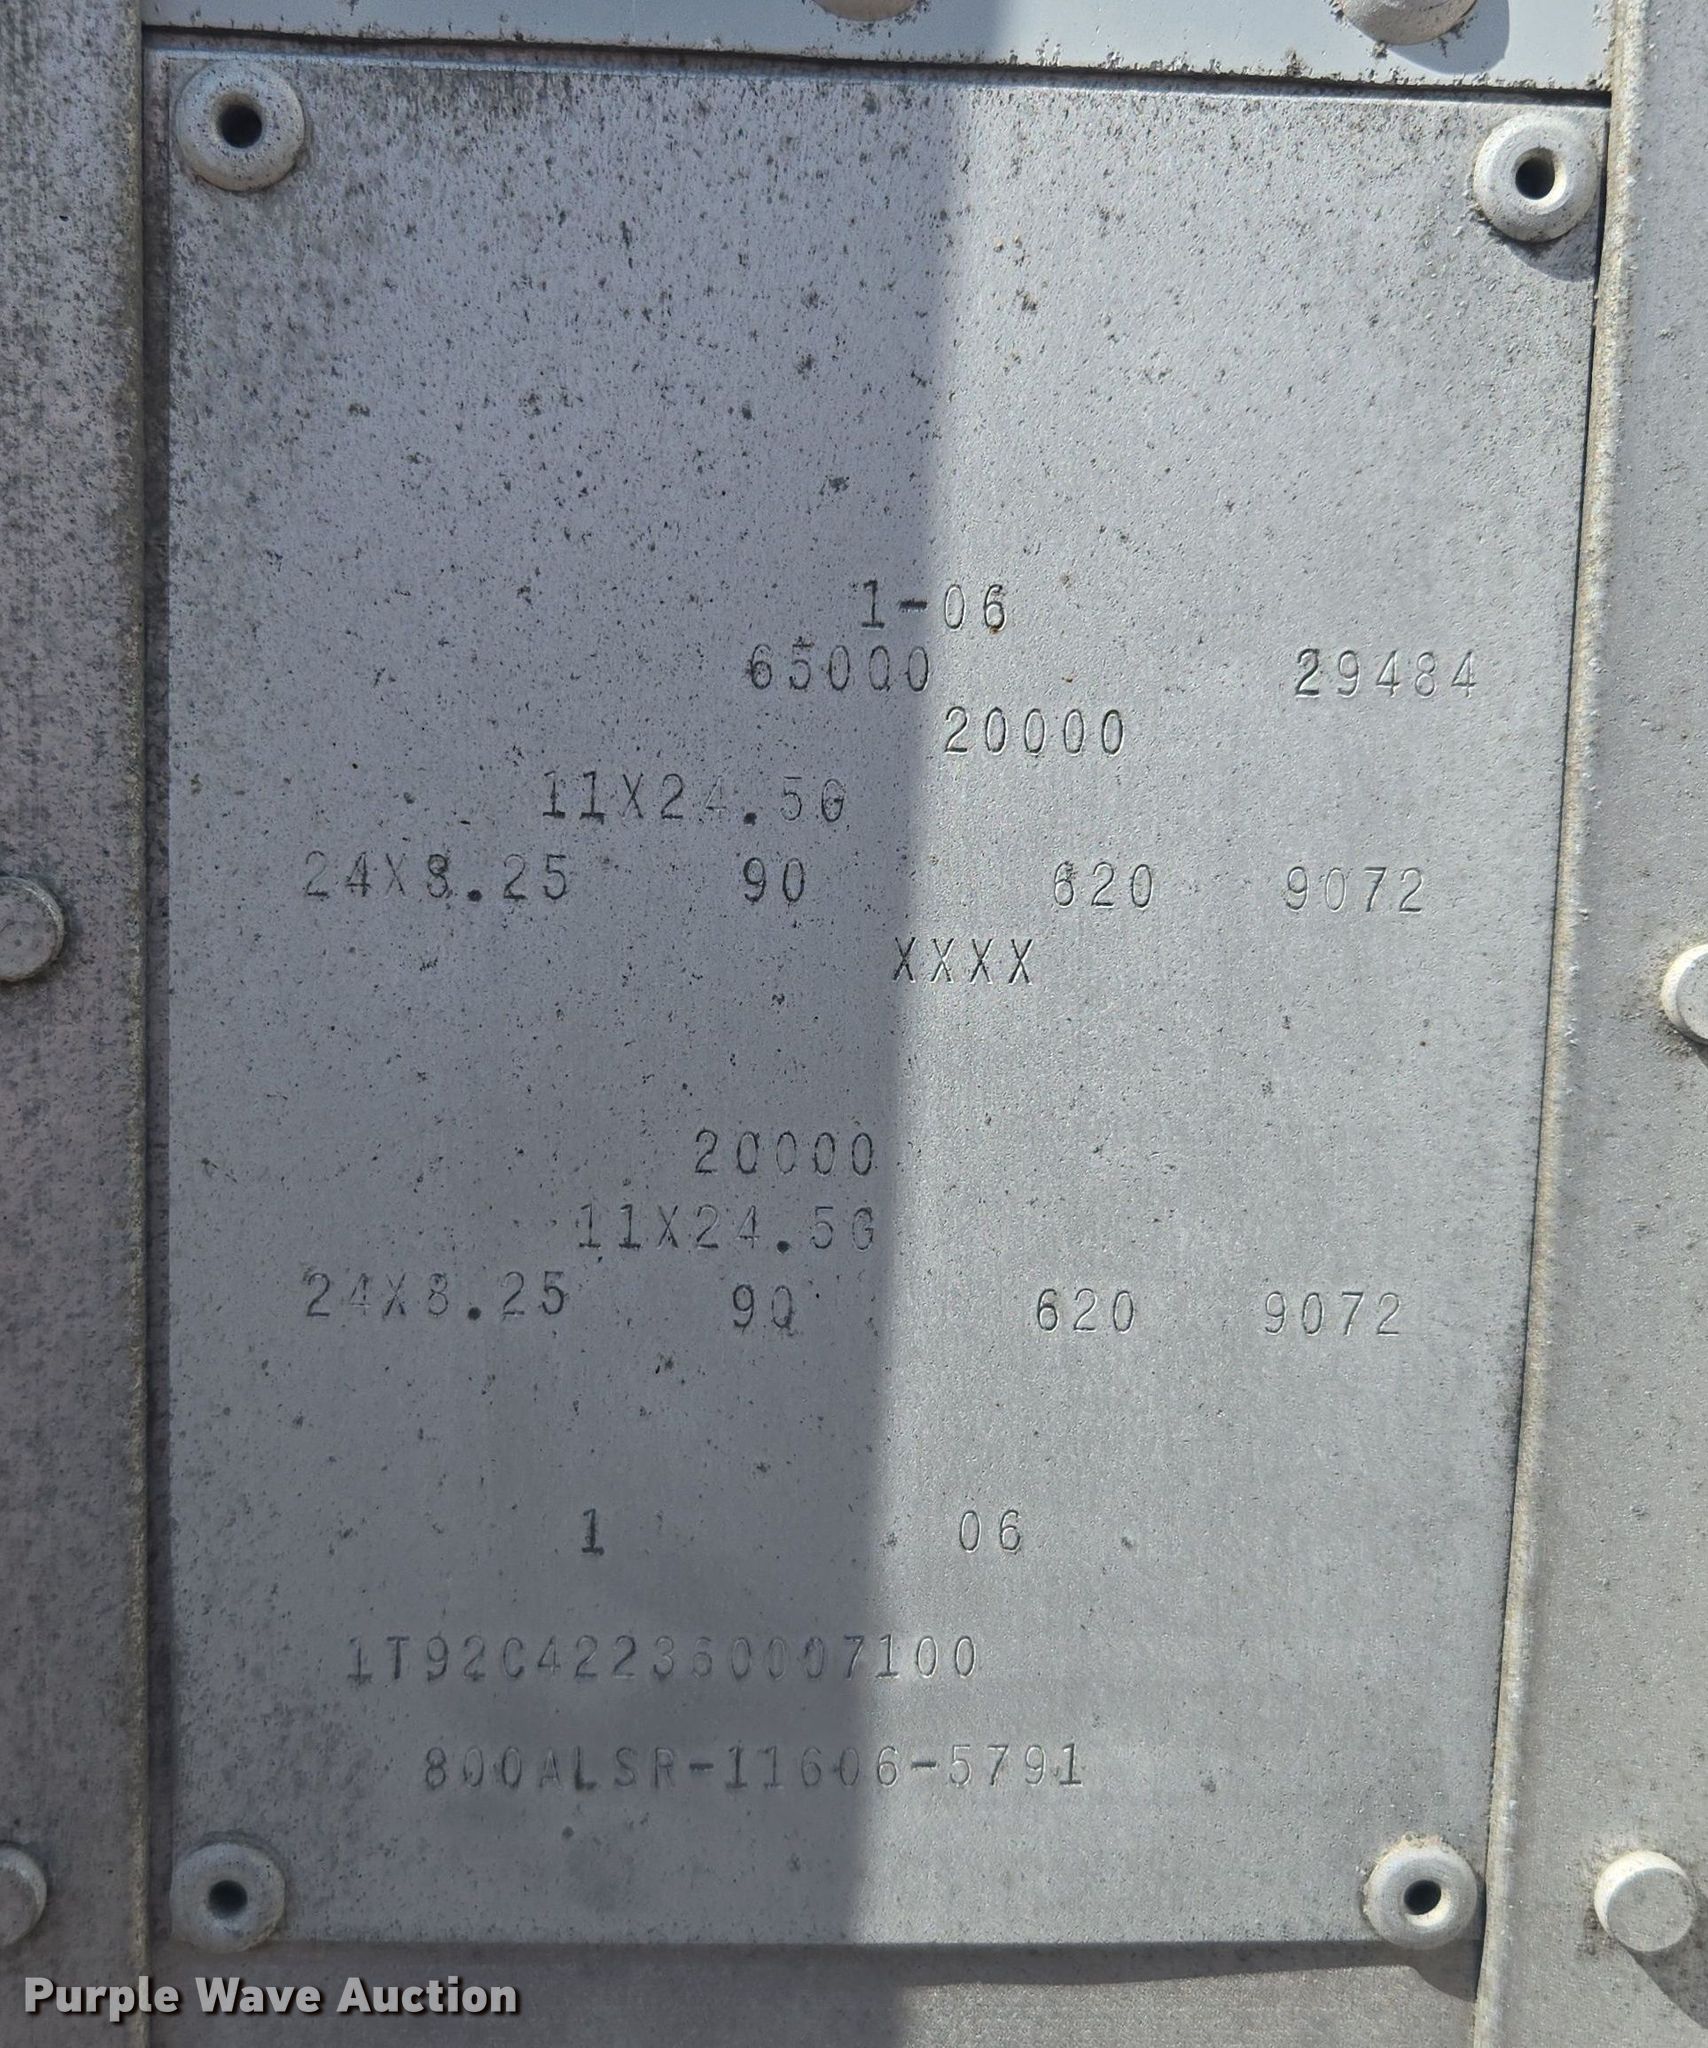 1-06
65000 29484
20000
11X24.5G
24X8.25 90 620 9072
XXXX
20000
11X24.5G
24X8.25 90 620 9072
1 06
1T92C422360007100
800ALSR-11606-5791
Purple Wave Auction